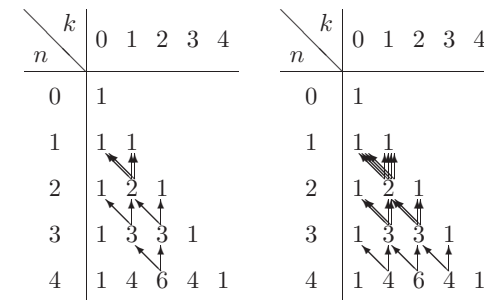 k k
0 1 2 3 4 0 1 2 3 4
n n
0 1 0 1
1 1 1 1 1 1
2 1 2 1 2 1 2 1
3 1 3 3 1 3 1 3 3 1
4 1 4 6 4 1 4 1 4 6 4 1